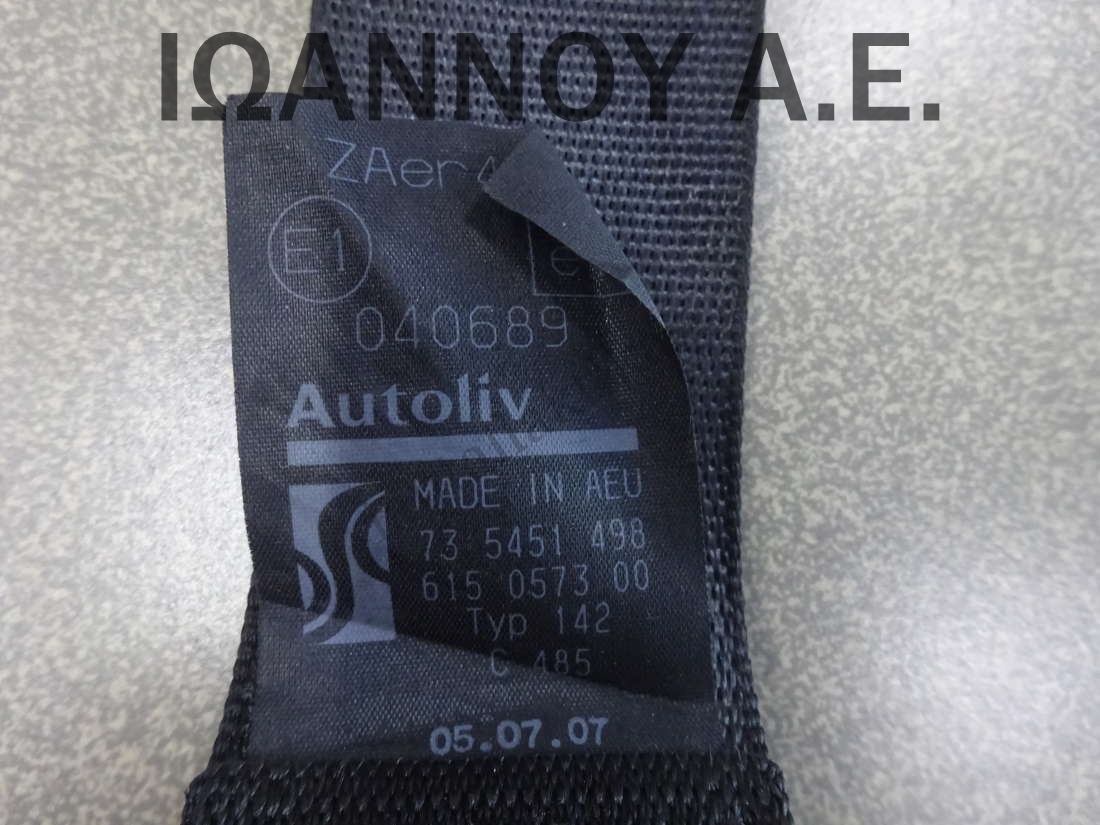 ΙΩΑΝΝΟΥ Α.Ε.
ZAer4
E1
e
040689
Autoliv
MADE IN AEU
73 5451 498
615 0573 00
Typ 142
C 485
05.07.07